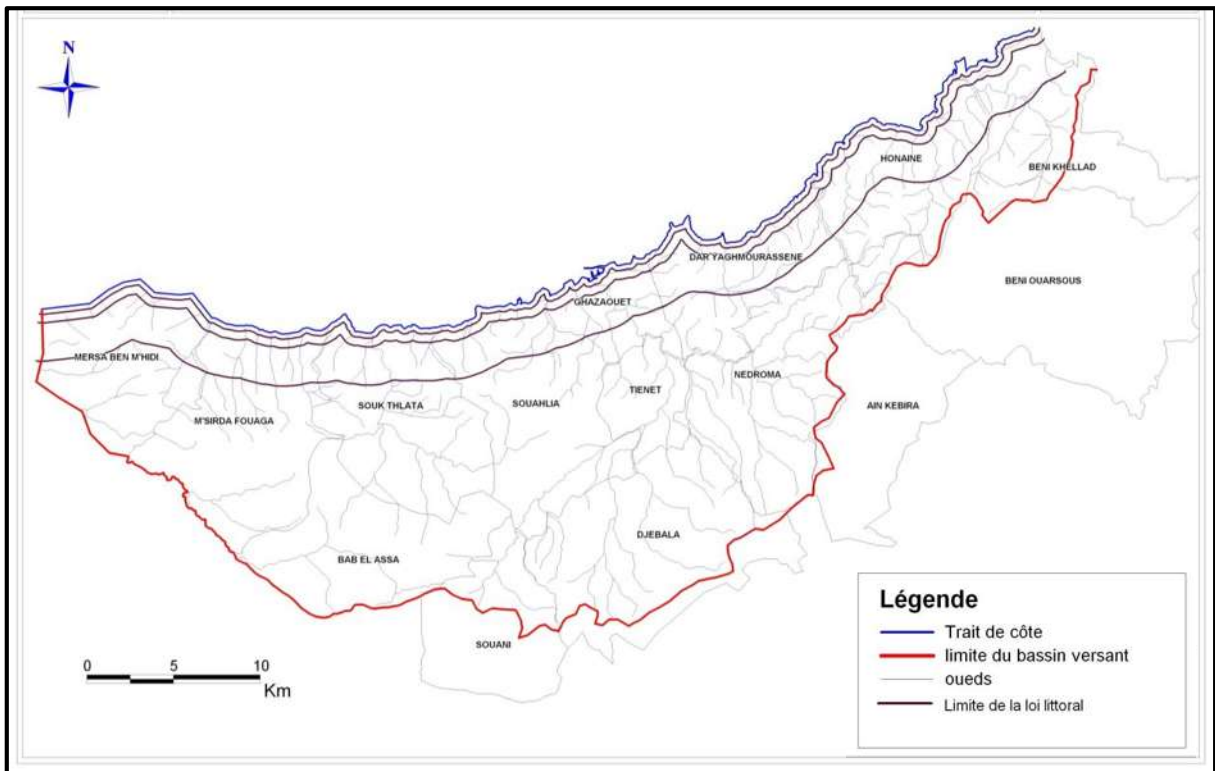 N
HONAINE
BENI KHELLAD
DAR YAGHMOURASSENE
BENI OUARSOUS
GHAZAOUET
MERSA BEN M'HIDI
NEDROMA
TIENET
M'SIRDA FOUAGA
SOUK THLATA
SOUAHLIA
AIN KEBIRA
DJEBALA
BAB EL ASSA
SOUANI
0 5 10
Km
Légende
Trait de côte
limite du bassin versant
oueds
Limite de la loi littoral